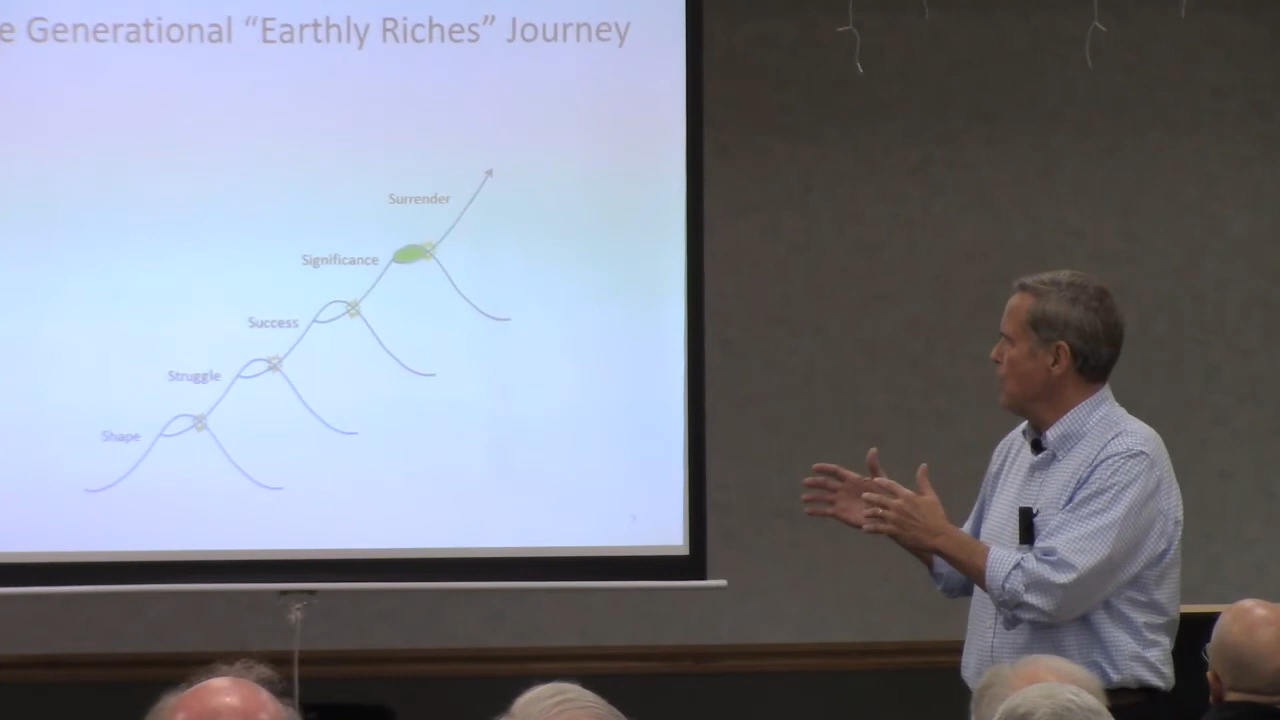 e Generational “Earthly Riches” Journey
Surrender
Significance
Success
Struggle
Shape